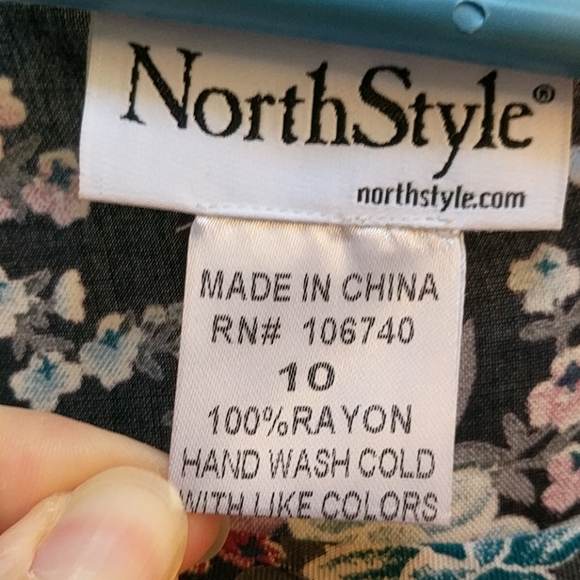 NorthStyle®
northstyle.com
MADE IN CHINA
RN# 106740
10
100%RAYON
HAND WASH COLD
WITH LIKE COLORS